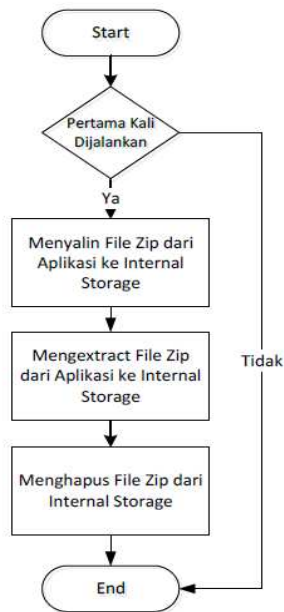 Start
Pertama Kali
Dijalankan
Ya
Menyalin File Zip dari
Aplikasi ke Internal
Storage
Mengextract File Zip
dari Aplikasi ke Internal
Storage
Tidak
Menghapus File Zip dari
Internal Storage
End